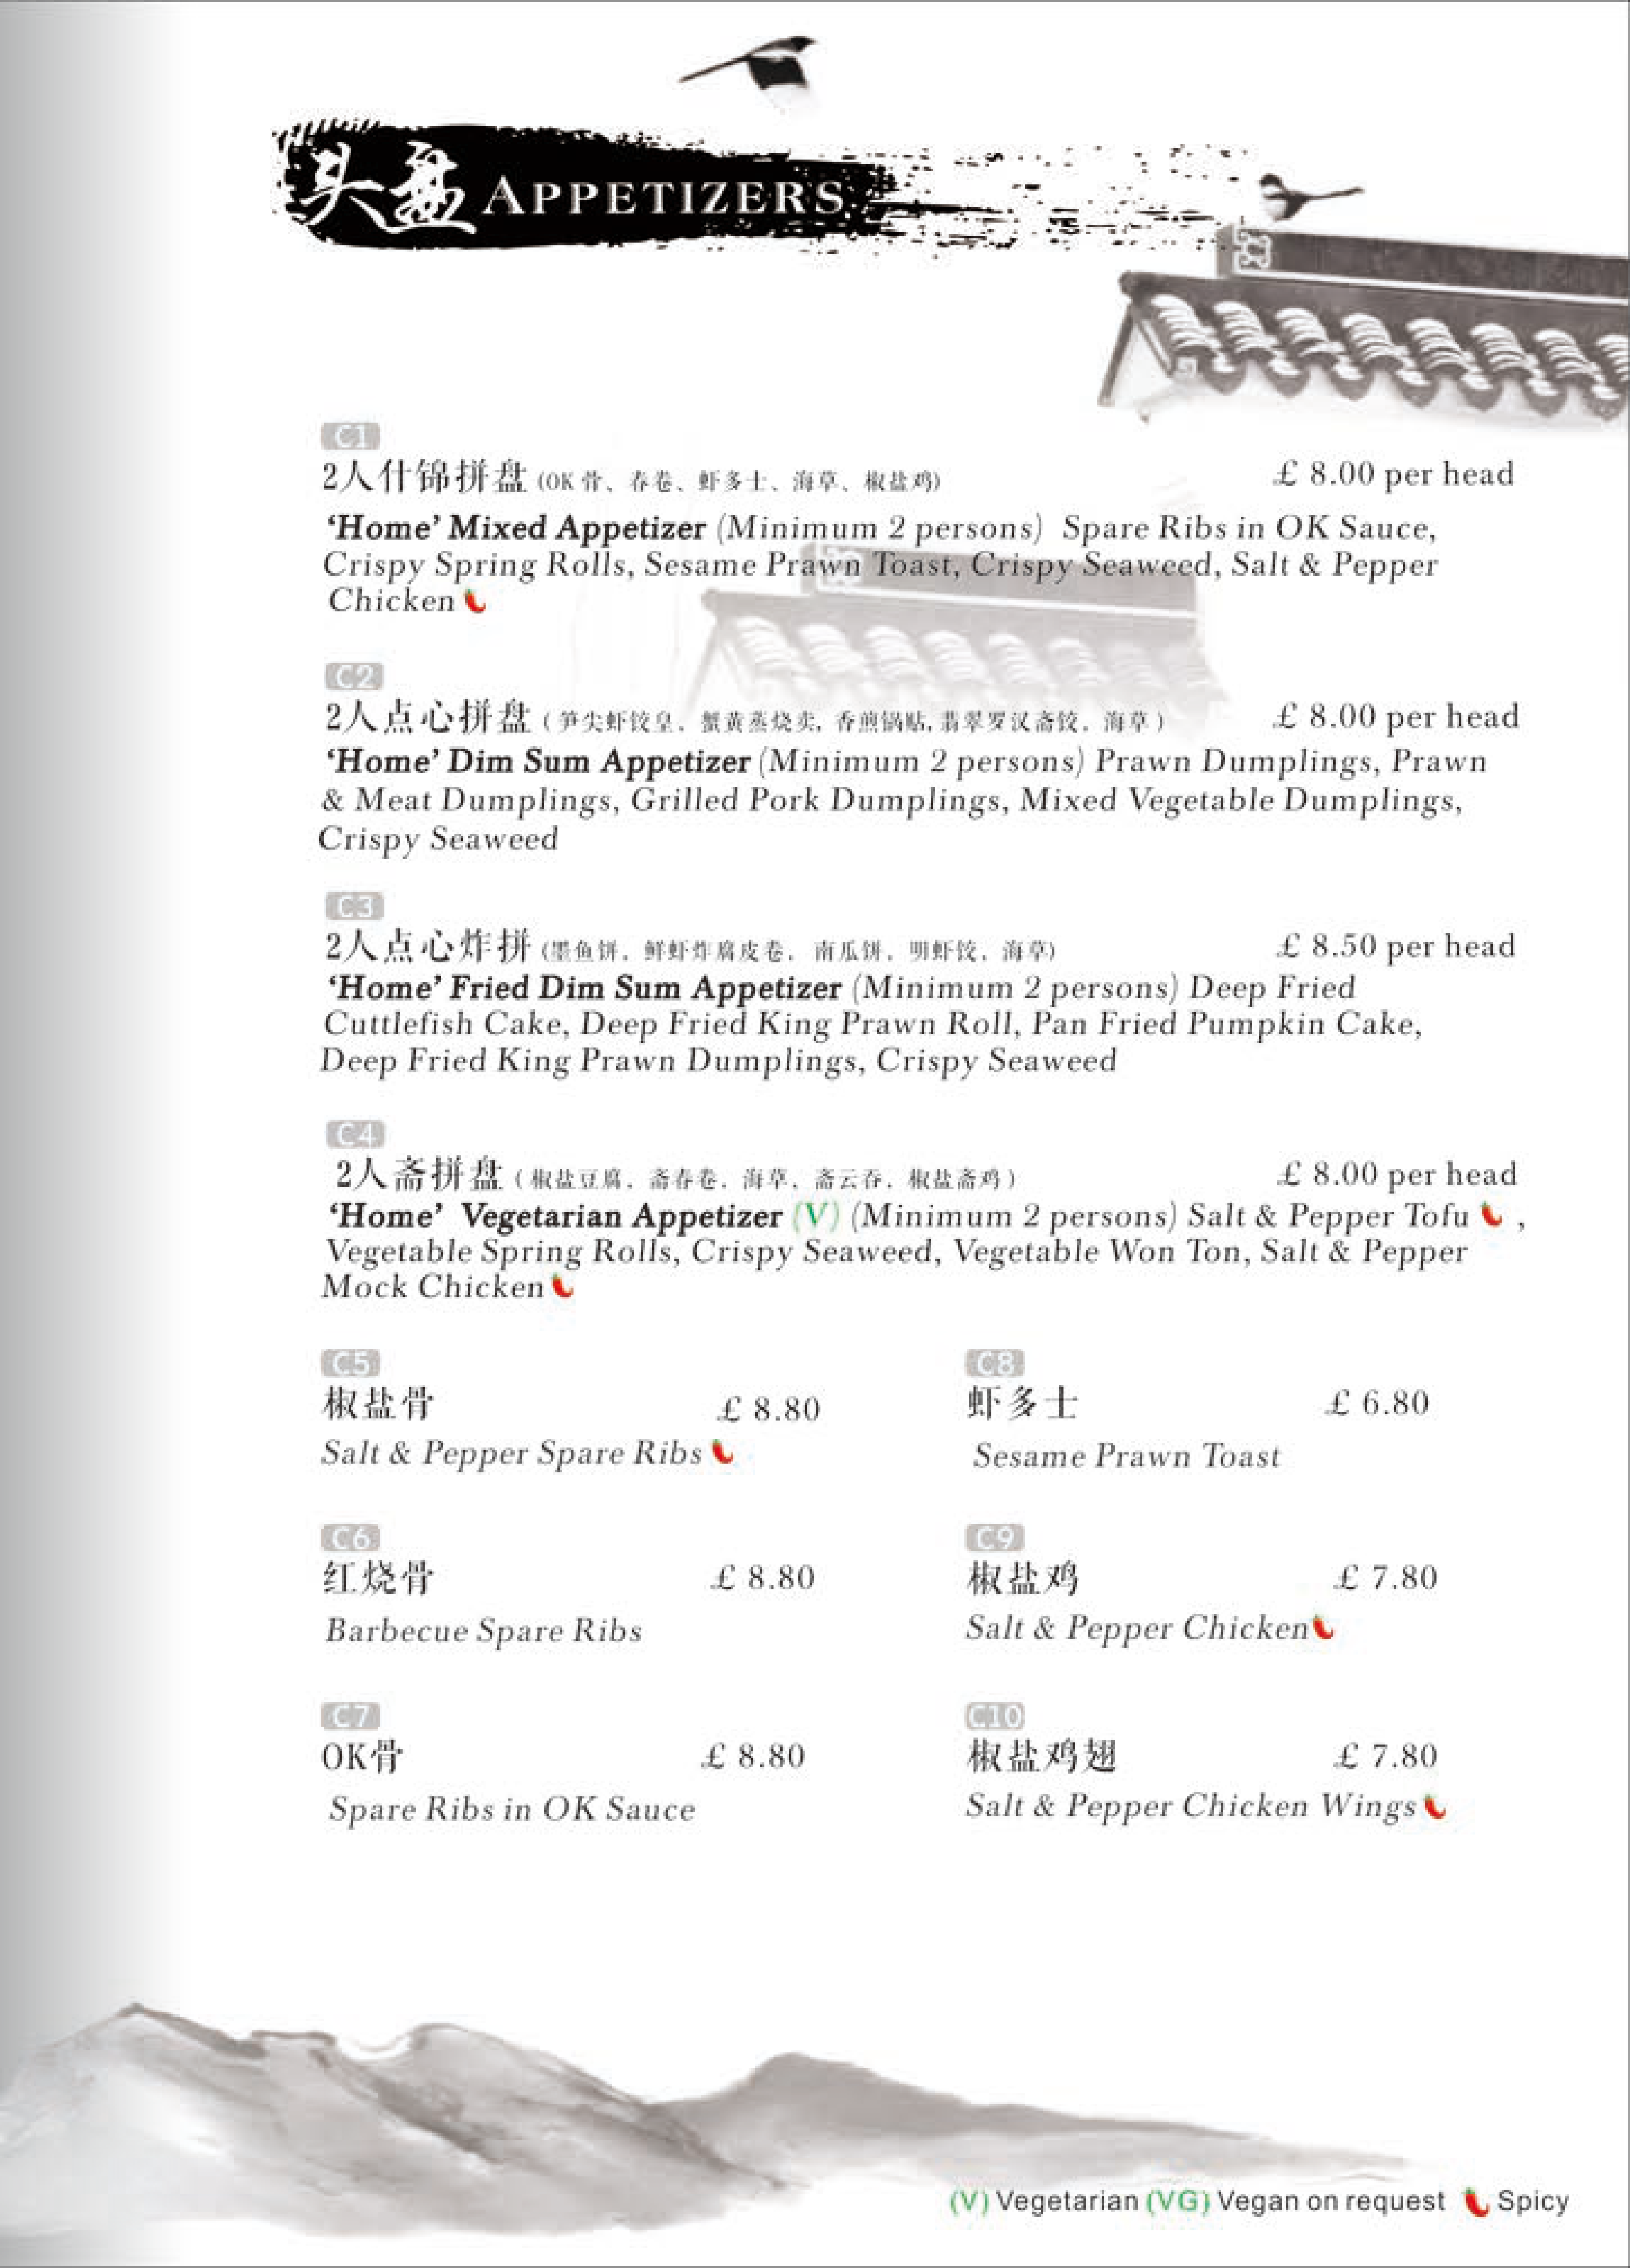 头盘 APPETIZERS
C1
2人什锦拼盘 (OK 骨、春卷、虾多士、海草、椒盐鸡) £ 8.00 per head
‘Home’ Mixed Appetizer (Minimum 2 persons) Spare Ribs in OK Sauce,
Crispy Spring Rolls, Sesame Prawn Toast, Crispy Seaweed, Salt & Pepper
Chicken
C2
2人点心拼盘 ( 笋尖虾饺皇, 蟹黄蒸烧卖, 香煎锅贴, 翡翠罗汉斋饺, 海草 ) £ 8.00 per head
‘Home’ Dim Sum Appetizer (Minimum 2 persons) Prawn Dumplings, Prawn
& Meat Dumplings, Grilled Pork Dumplings, Mixed Vegetable Dumplings,
Crispy Seaweed
C3
2人点心炸拼 (墨鱼饼, 鲜虾炸腐皮卷, 南瓜饼, 明虾饺, 海草) £ 8.50 per head
‘Home’ Fried Dim Sum Appetizer (Minimum 2 persons) Deep Fried
Cuttlefish Cake, Deep Fried King Prawn Roll, Pan Fried Pumpkin Cake,
Deep Fried King Prawn Dumplings, Crispy Seaweed
C4
2人斋拼盘 ( 椒盐豆腐, 斋春卷, 海草, 斋云吞, 椒盐斋鸡 ) £ 8.00 per head
‘Home’ Vegetarian Appetizer (V) (Minimum 2 persons) Salt & Pepper Tofu ,
Vegetable Spring Rolls, Crispy Seaweed, Vegetable Won Ton, Salt & Pepper
Mock Chicken
C5
椒盐骨 £ 8.80
Salt & Pepper Spare Ribs
C6
红烧骨 £ 8.80
Barbecue Spare Ribs
C7
OK骨 £ 8.80
Spare Ribs in OK Sauce
C8
虾多士 £ 6.80
Sesame Prawn Toast
C9
椒盐鸡 £ 7.80
Salt & Pepper Chicken
C10
椒盐鸡翅 £ 7.80
Salt & Pepper Chicken Wings
(V) Vegetarian (VG) Vegan on request Spicy